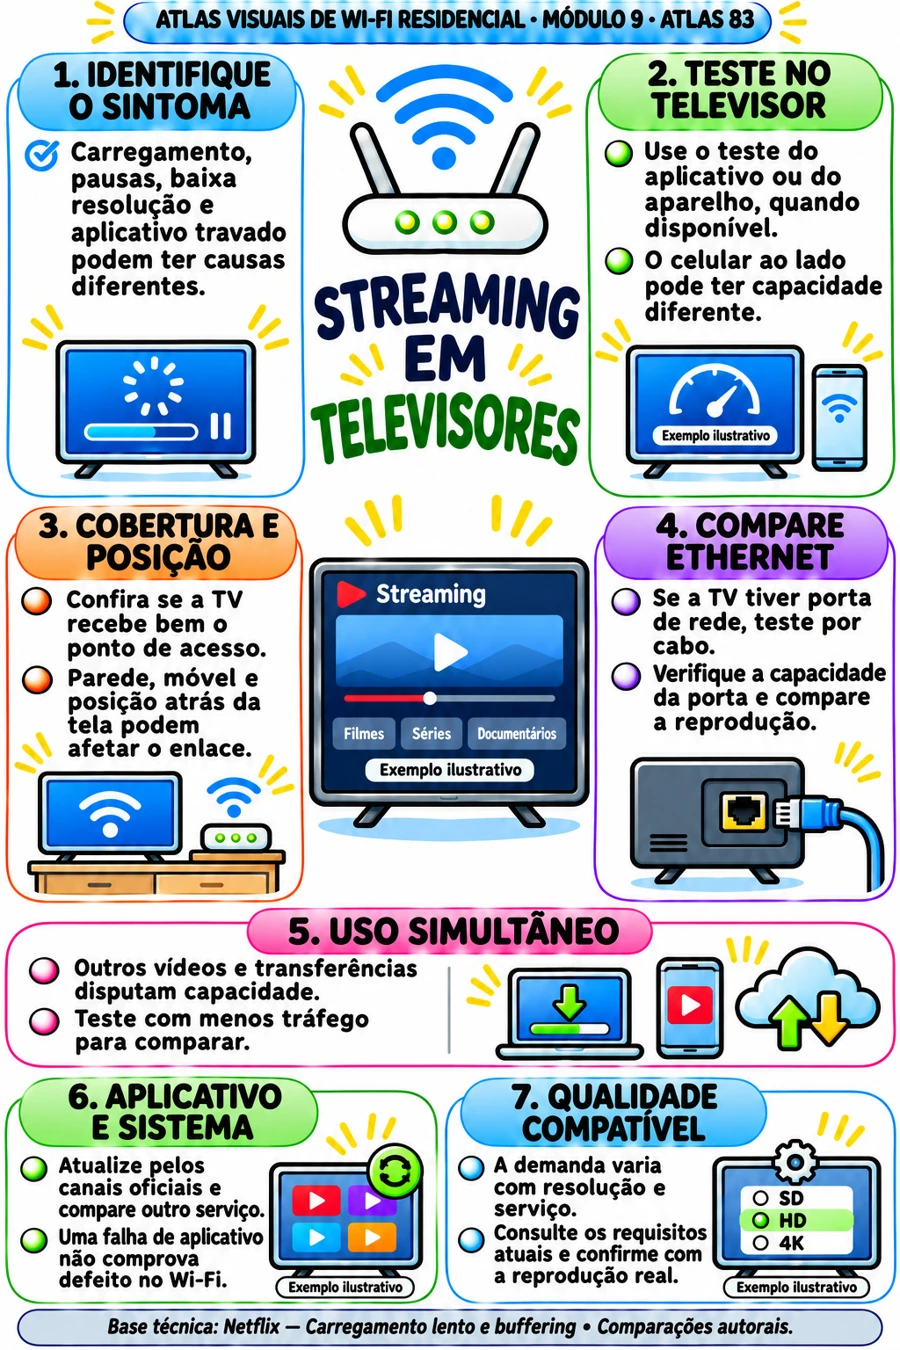 ATLAS VISUAIS DE WI-FI RESIDENCIAL · MÓDULO 9 · ATLAS 83
1. IDENTIFIQUE
O SINTOMA
Carregamento,
pausas, baixa
resolução e
aplicativo travado
podem ter causas
diferentes.
STREAMING
EM
TELEVISORES
2. TESTE NO
TELEVISOR
Use o teste do
aplicativo ou do
aparelho, quando
disponível.
O celular ao lado
pode ter capacidade
diferente.
Exemplo ilustrativo
3. COBERTURA E
POSIÇÃO
Confira se a TV
recebe bem o
ponto de acesso.
Parede, móvel e
posição atrás da
tela podem
afetar o enlace.
Streaming
Filmes
Séries
Documentários
Exemplo ilustrativo
4. COMPARE
ETHERNET
Se a TV tiver porta
de rede, teste por
cabo.
Verifique a capacidade
da porta e compare
a reprodução.
5. USO SIMULTÃNEO
Outros vídeos e transferências
disputam capacidade.
Teste com menos tráfego
para comparar.
6. APLICATIVO
E SISTEMA
Atualize pelos
canais oficiais e
compare outro serviço.
Uma falha de aplicativo
não comprova
defeito no Wi-Fi.
Exemplo ilustrativo
7. QUALIDADE
COMPATÍVEL
A demanda varia
com resolução e
serviço.
Consulte os requisitos
atuais e confirme com
a reprodução real.
SD
HD
4K
Exemplo ilustrativo
Base técnica: Netflix — Carregamento lento e buffering • Comparações autorais.